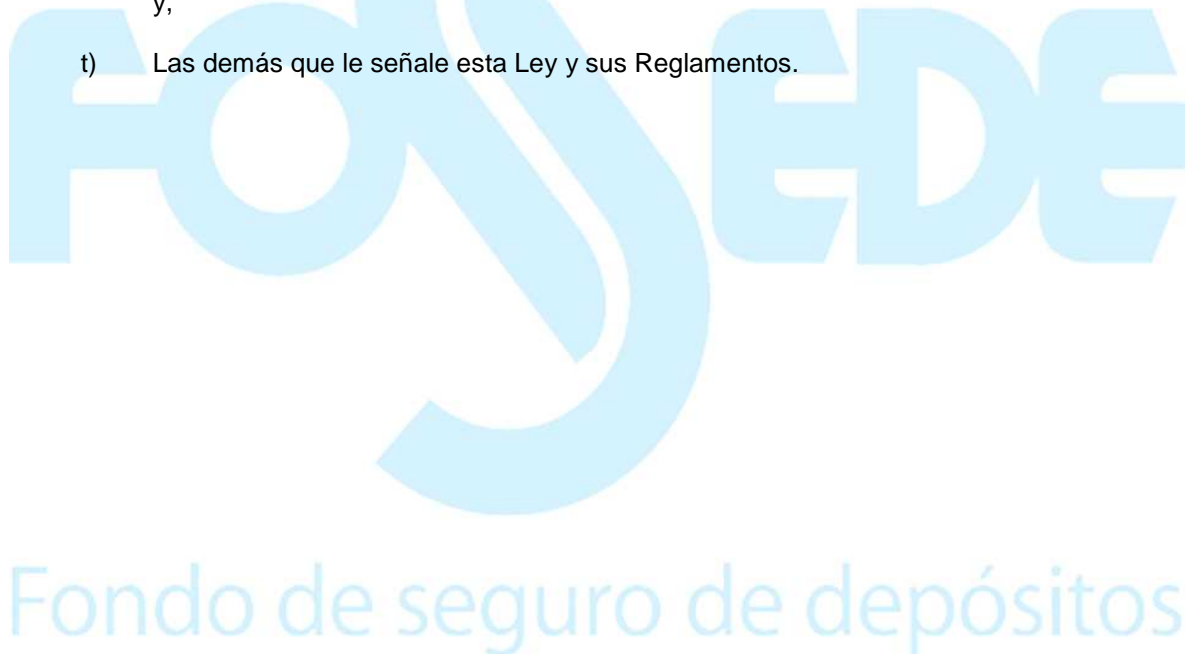 y,
t) Las demás que le señale esta Ley y sus Reglamentos.
FOSEDE
Fondo de seguro de depósitos